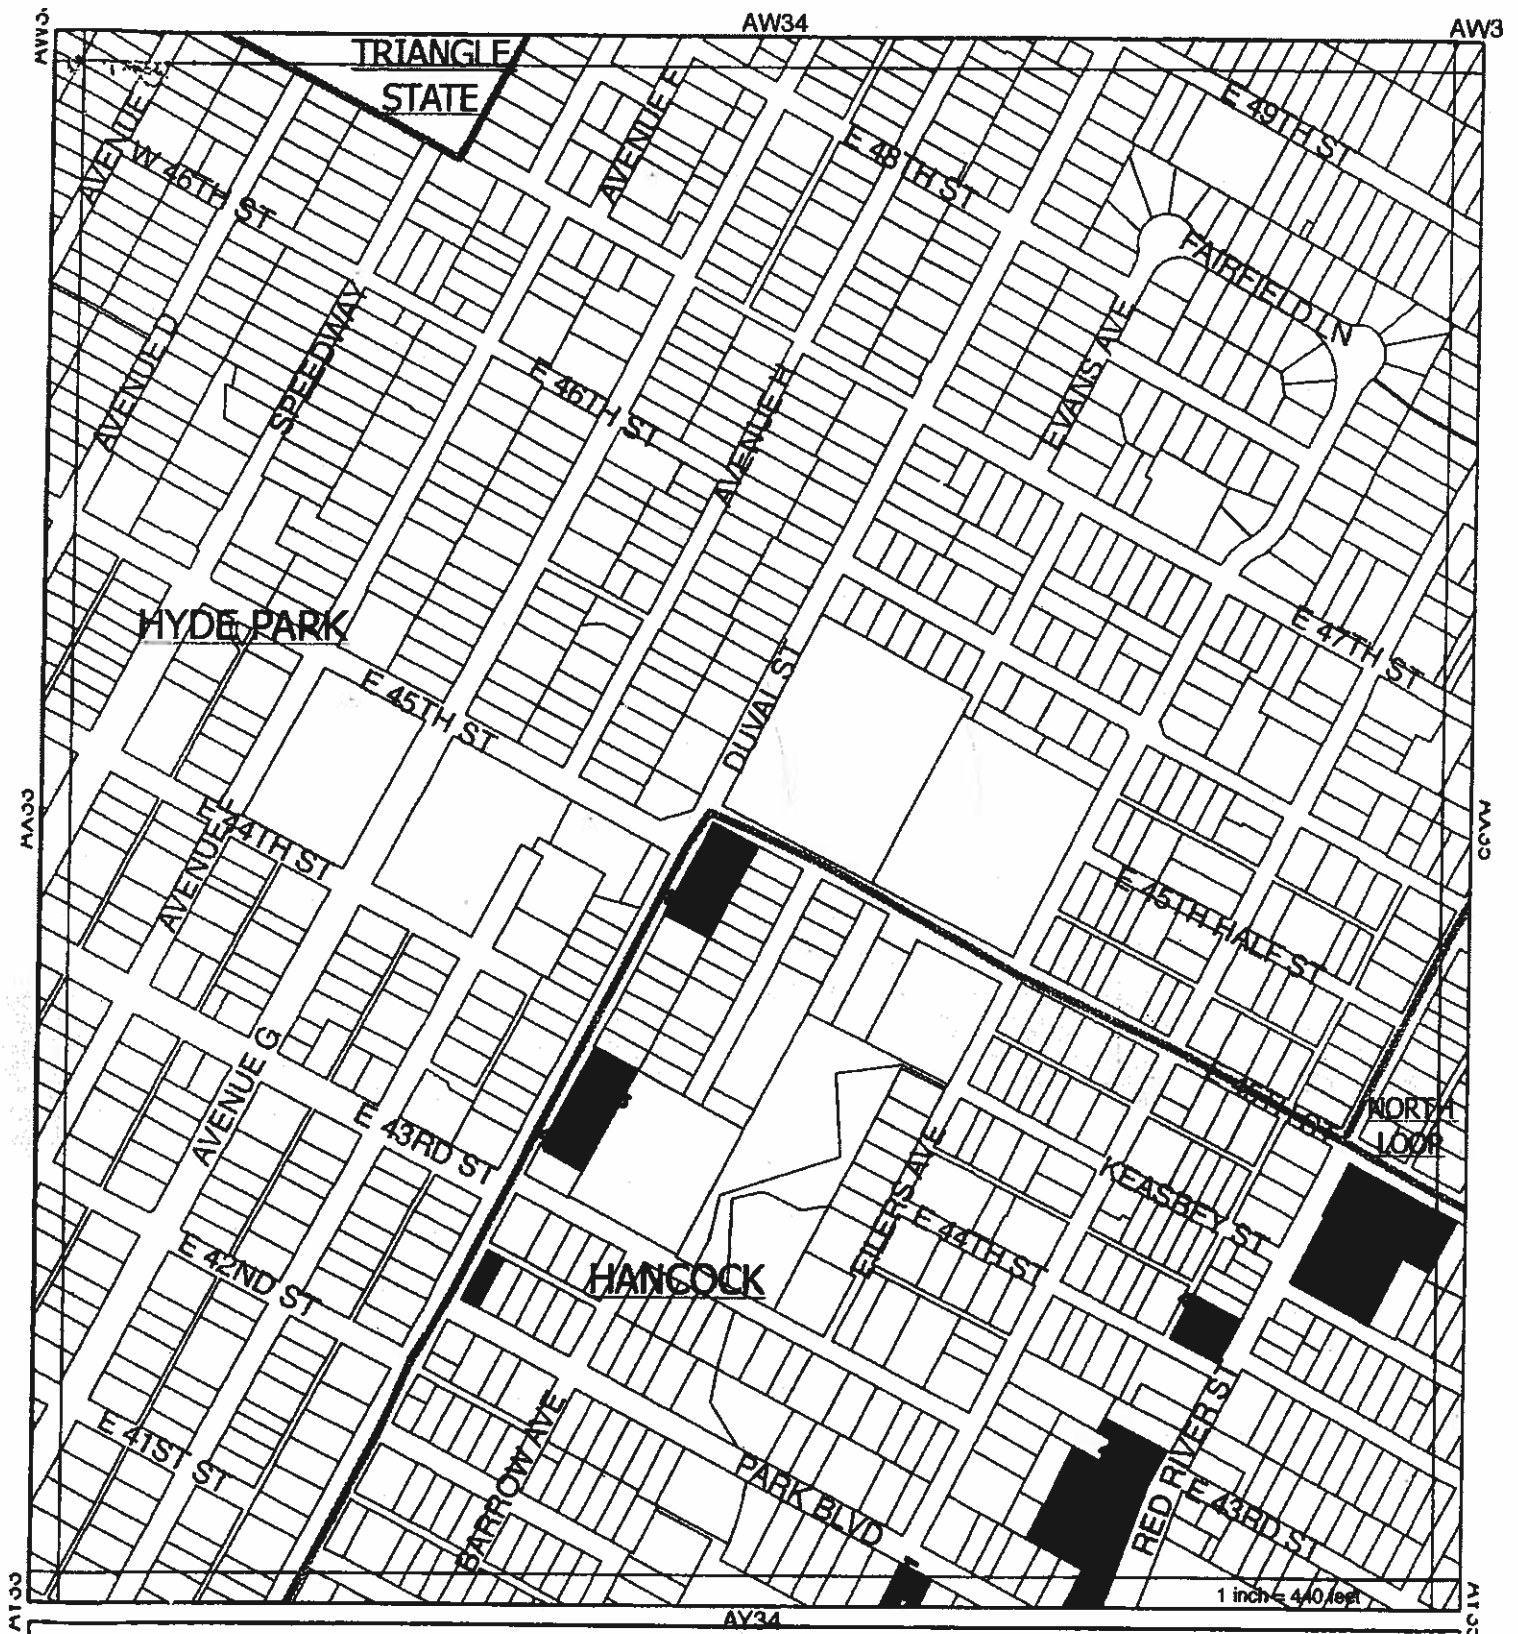 AW34
AW3
TRIANGLE
STATE
AVENUE F
E 49TH ST
E 48TH ST
W 46TH ST
FAIRFIELD LN
SPEEDWAY
EVANS AVE
AVENUE D
E 46TH ST
AVENUE H
HYDE PARK
E 47TH ST
E 45TH ST
DUVAL ST
E 44TH ST
AVENUE F
E 45TH HALF ST
AVENUE G
NORTH
LOOP
E 43RD ST
EILERS AVE
KEASBEY ST
E 44TH ST
E 42ND ST
HANCOCK
E 41ST ST
BARROW AVE
PARK BLVD
RED RIVER ST
E 43RD ST
1 inch = 440 feet
AY34